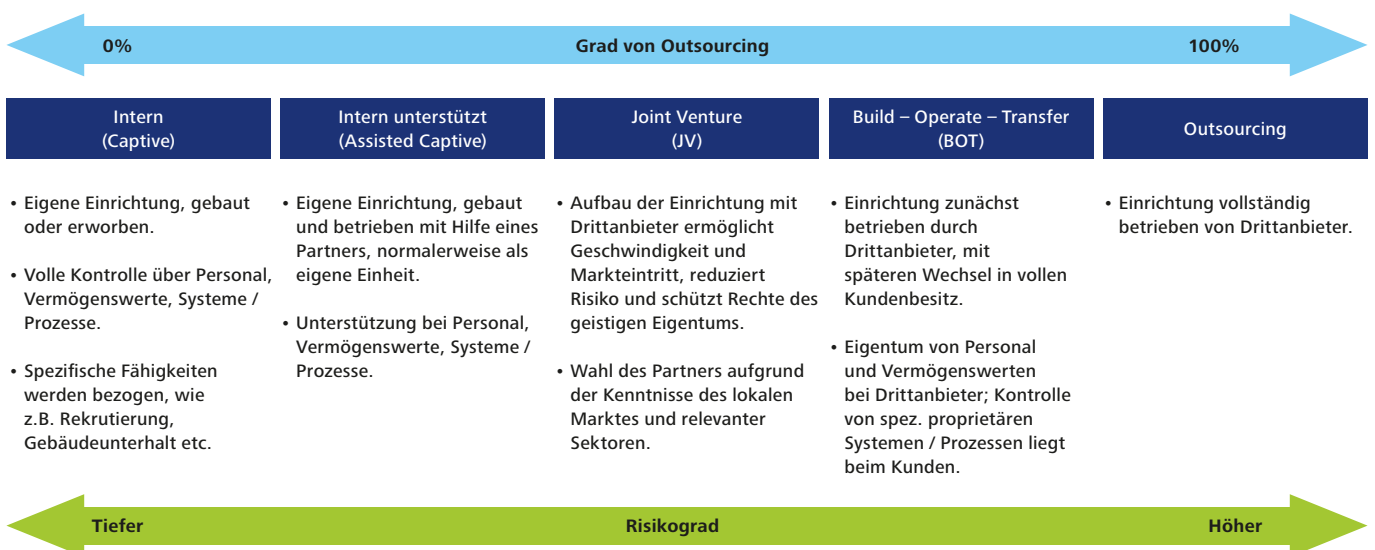 0% Grad von Outsourcing 100%
Intern
(Captive)
Intern unterstützt
(Assisted Captive)
Joint Venture
(JV)
Build – Operate – Transfer
(BOT)
Outsourcing
• Eigene Einrichtung, gebaut
oder erworben.
• Volle Kontrolle über Personal,
Vermögenswerte, Systeme /
Prozesse.
• Spezifische Fähigkeiten
werden bezogen, wie
z.B. Rekrutierung,
Gebäudeunterhalt etc.
• Eigene Einrichtung, gebaut
und betrieben mit Hilfe eines
Partners, normalerweise als
eigene Einheit.
• Unterstützung bei Personal,
Vermögenswerte, Systeme /
Prozesse.
• Aufbau der Einrichtung mit
Drittanbieter ermöglicht
Geschwindigkeit und
Markteintritt, reduziert
Risiko und schützt Rechte des
geistigen Eigentums.
• Wahl des Partners aufgrund
der Kenntnisse des lokalen
Marktes und relevanter
Sektoren.
• Einrichtung zunächst
betrieben durch
Drittanbieter, mit
späteren Wechsel in vollen
Kundenbesitz.
• Eigentum von Personal
und Vermögenswerten
bei Drittanbieter; Kontrolle
von spez. proprietären
Systemen / Prozessen liegt
beim Kunden.
• Einrichtung vollständig
betrieben von Drittanbieter.
Tiefer Risikograd Höher